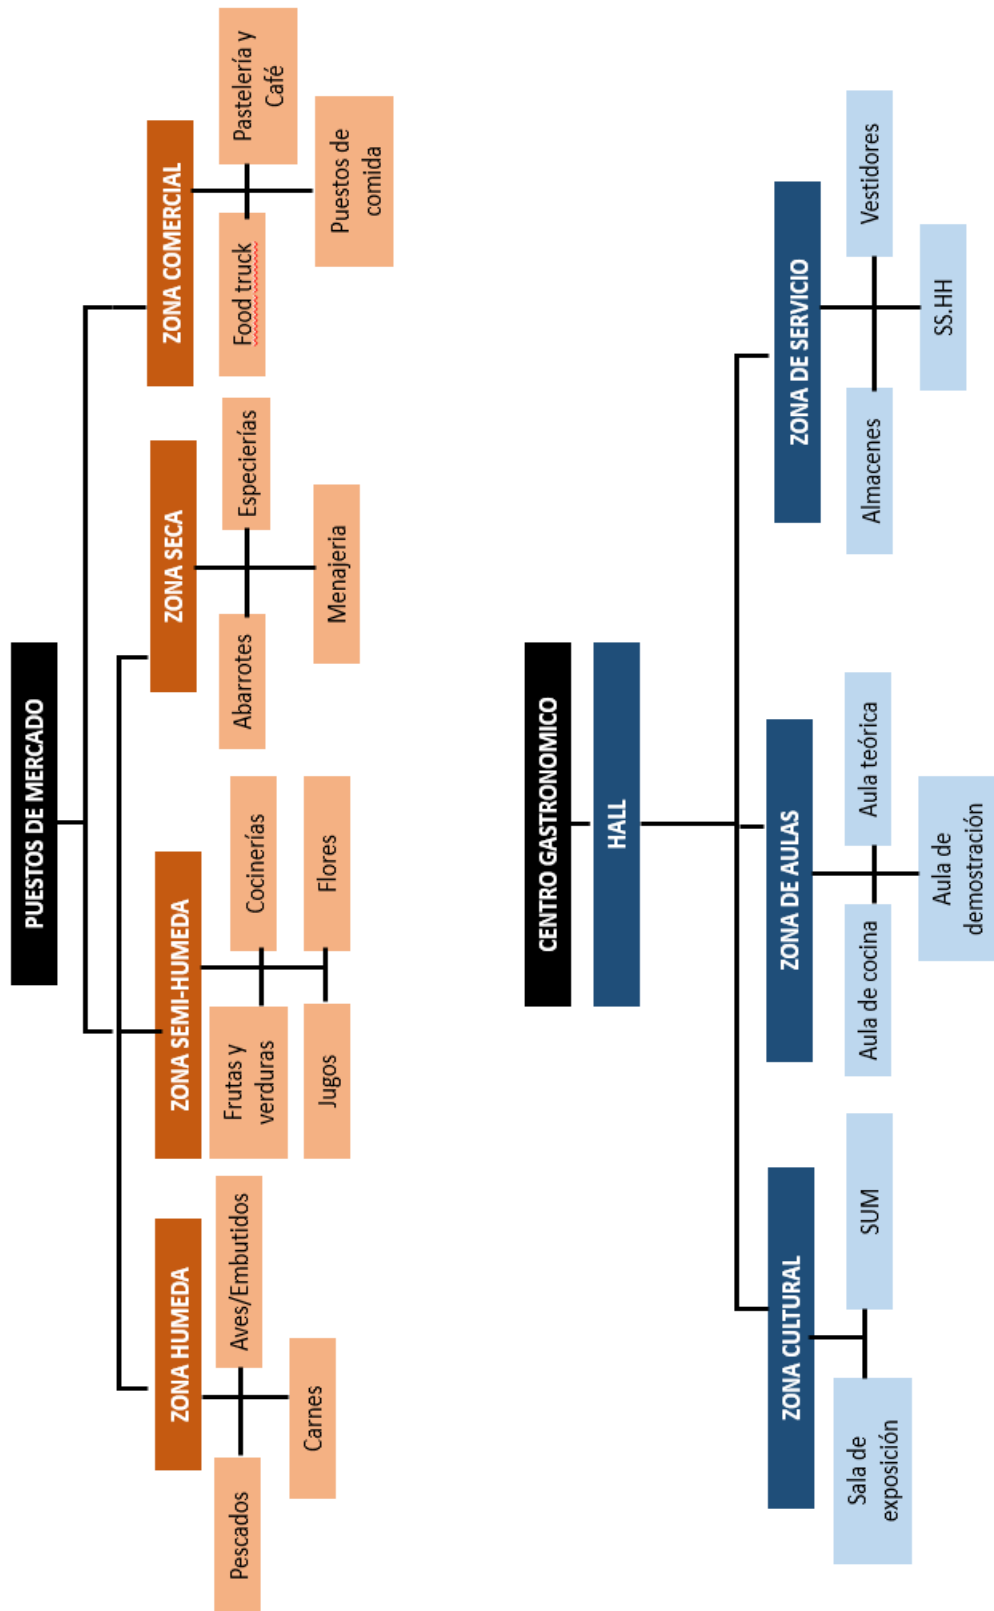 PUESTOS DE MERCADO
ZONA HUMEDA
Pescados
Aves/Embutidos
Carnes
ZONA SEMI-HUMEDA
Frutas y
verduras
Cocinerías
Jugos
Flores
ZONA SECA
Abarrotes
Especierías
Menajeria
ZONA COMERCIAL
Food truck
Pastelería y
Café
Puestos de
comida
CENTRO GASTRONOMICO
HALL
ZONA CULTURAL
Sala de
exposición
SUM
ZONA DE AULAS
Aula de cocina
Aula teórica
Aula de
demostración
ZONA DE SERVICIO
Almacenes
Vestidores
SS.HH